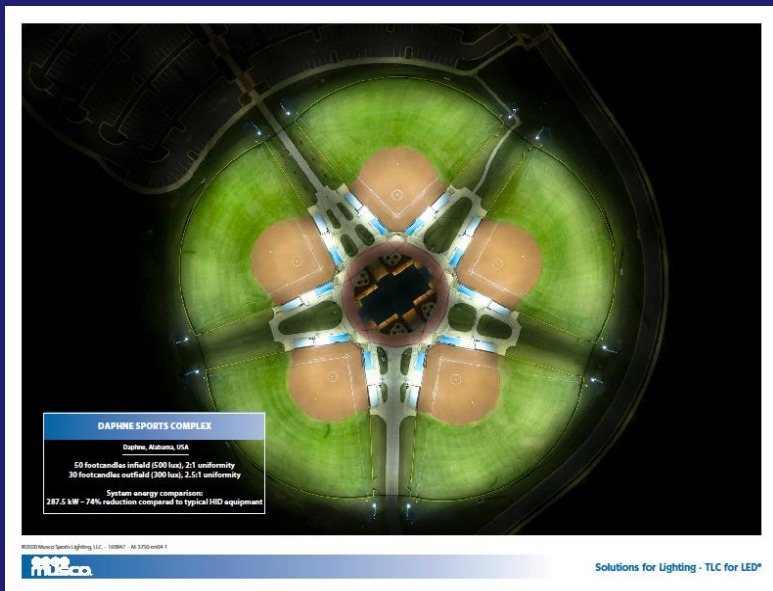 DAPHNE SPORTS COMPLEX
Daphne, Alabama, USA
50 footcandles infield (500 lux), 2:1 uniformity
30 footcandles outfield (300 lux), 2.5:1 uniformity
System energy comparison:
287.5 kW – 74% reduction compared to typical HID equipment
©2020 Musco Sports Lighting, LLC · M-3750-en04-1
musco.
Solutions for Lighting · TLC for LED®